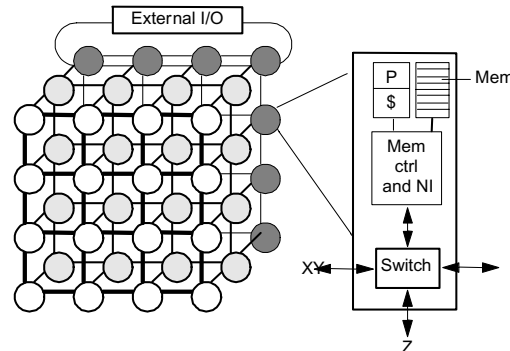 External I/O
P
$
Mem
Mem
ctrl
and NI
XY
Switch
Z